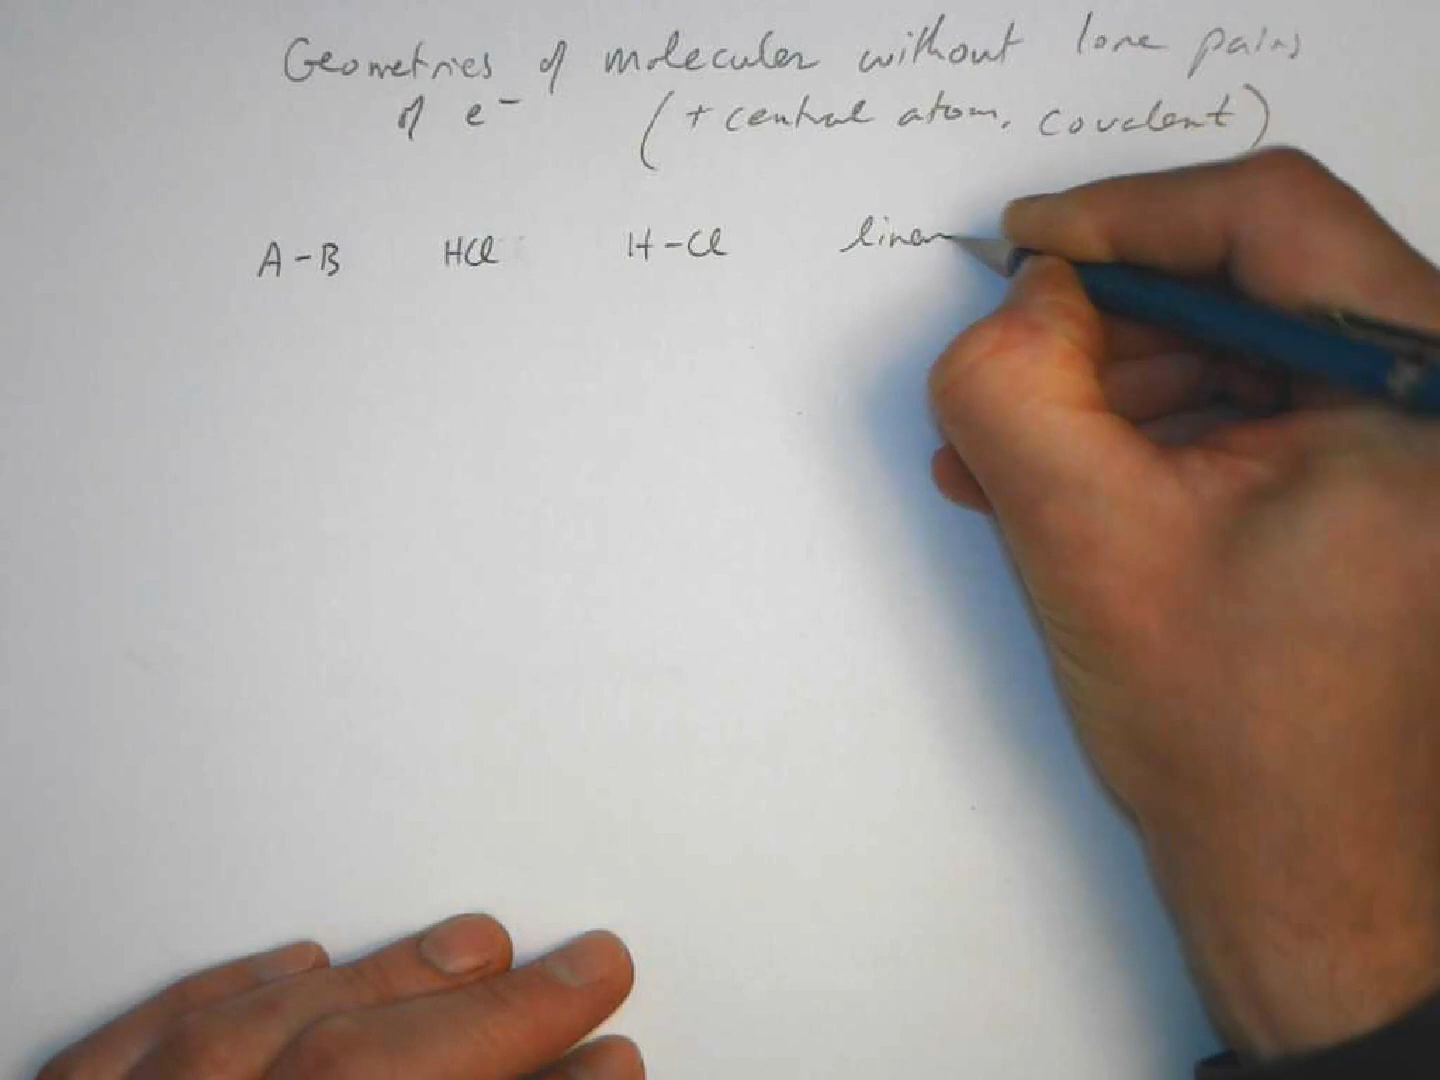 Geometries of molecules without lone pairs
of e⁻ (+ central atom, covalent)
A-B HCl H-Cl linear